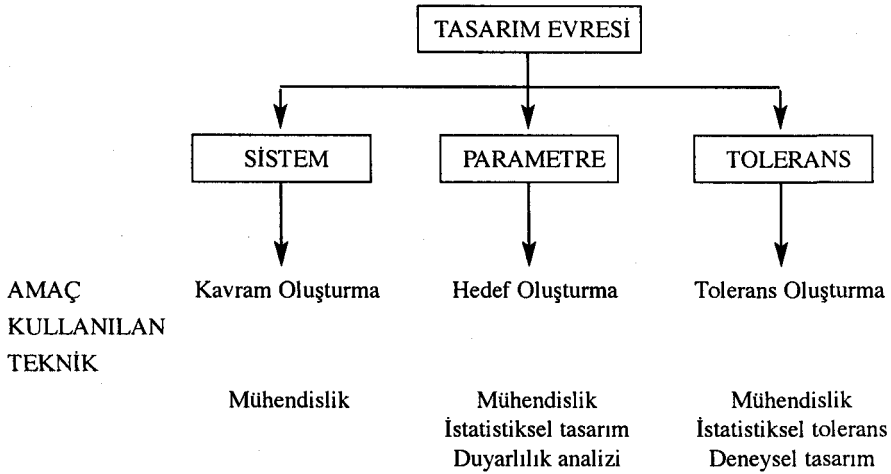 TASARIM EVRESİ
SİSTEM PARAMETRE TOLERANS
AMAÇ Kavram Oluşturma Hedef Oluşturma Tolerans Oluşturma
KULLANILAN
TEKNİK
Mühendislik Mühendislik Mühendislik
İstatistiksel tasarım İstatistiksel tolerans
Duyarlılık analizi Deneysel tasarım